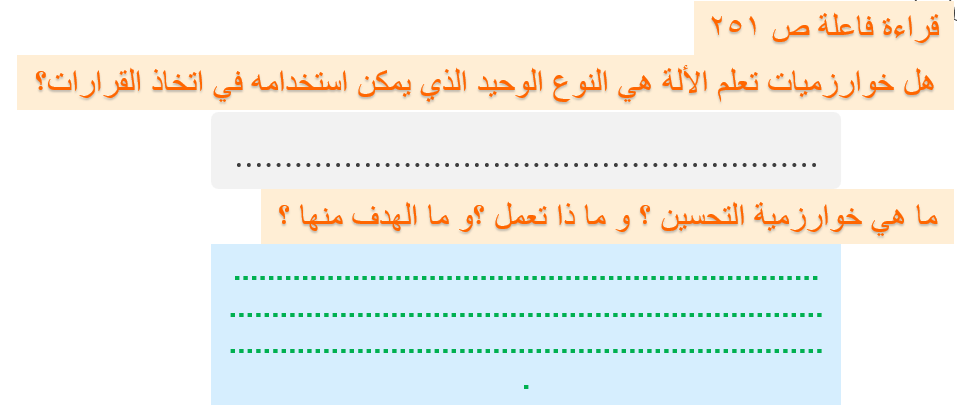 قراءة فاعلة ص ٢٥١
هل خوارزميات تعلم الألة هي النوع الوحيد الذي يمكن استخدامه في اتخاذ القرارات؟
............................................................
ما هي خوارزمية التحسين ؟ و ما ذا تعمل ؟و ما الهدف منها ؟
......................................................................
......................................................................
......................................................................
.